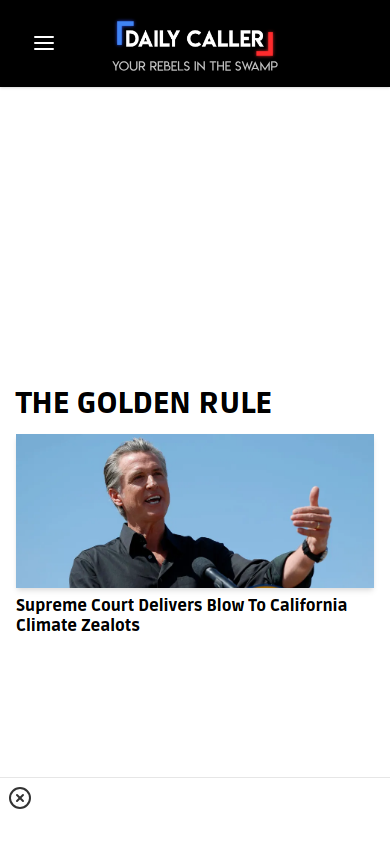 DAILY CALLER
YOUR REBELS IN THE SWAMP
THE GOLDEN RULE
Supreme Court Delivers Blow To California
Climate Zealots